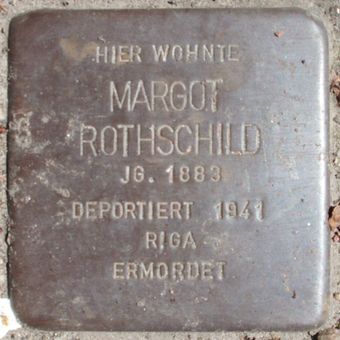 HIER WOHNTE
MARGOT
ROTHSCHILD
JG. 1883
DEPORTIERT 1941
RIGA
ERMORDET